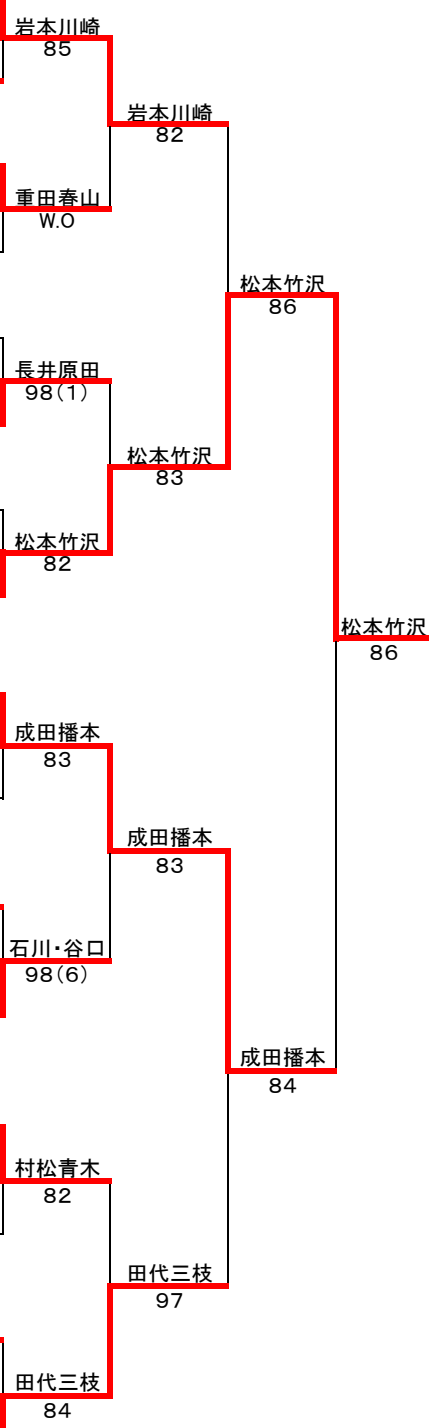 岩本川崎
85
岩本川崎
82
重田春山
W.O
松本竹沢
86
長井原田
98(1)
松本竹沢
83
松本竹沢
82
松本竹沢
86
成田播本
83
成田播本
83
石川・谷口
98(6)
成田播本
84
村松青木
82
田代三枝
97
田代三枝
84